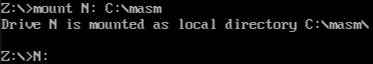 Z:\>mount N: C:\masm
Drive N is mounted as local directory C:\masm\
Z:\>N: